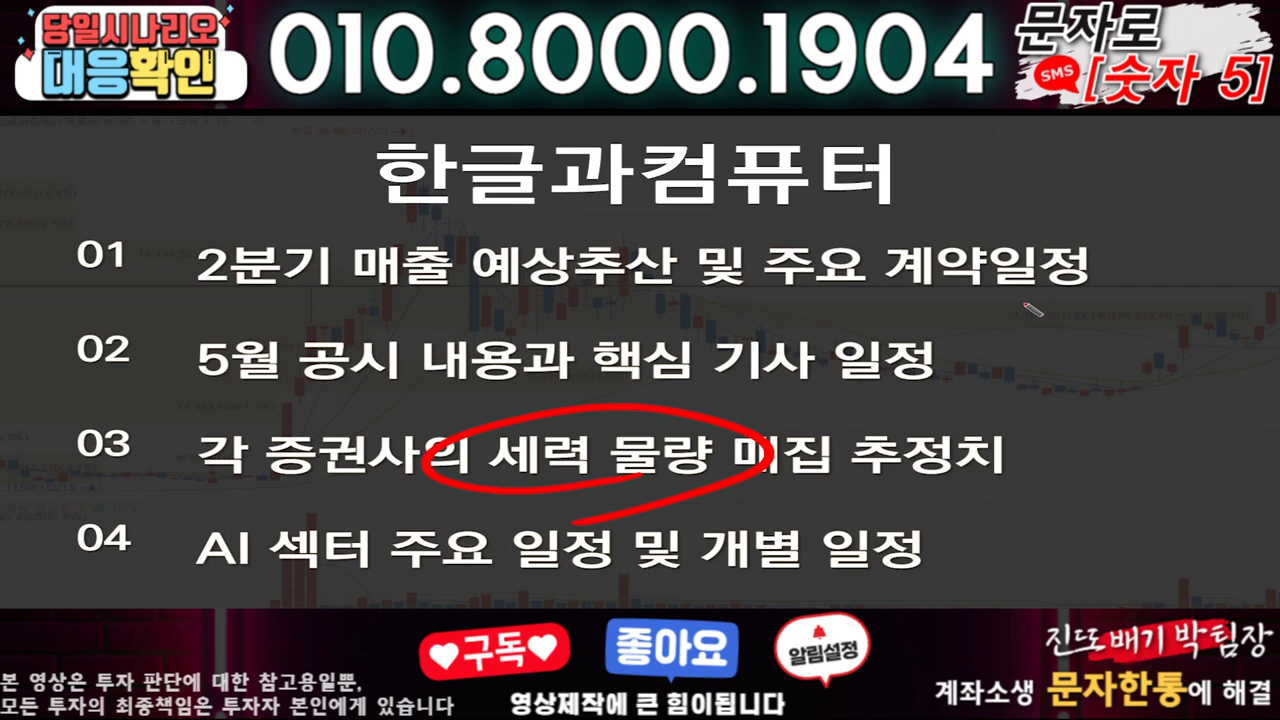 당일시나리오
대응확인
010.8000.1904
문자로
SMS
[숫자 5]
한글과컴퓨터
01 2분기 매출 예상추산 및 주요 계약일정
02 5월 공시 내용과 핵심 기사 일정
03 각 증권사의 세력 물량 매집 추정치
04 AI 섹터 주요 일정 및 개별 일정
구독
좋아요
알림설정
영상제작에 큰 힘이됩니다
본 영상은 투자 판단에 대한 참고용일뿐,
모든 투자의 최종책임은 투자자 본인에게 있습니다
진또배기 박팀장
계좌소생 문자한통에 해결